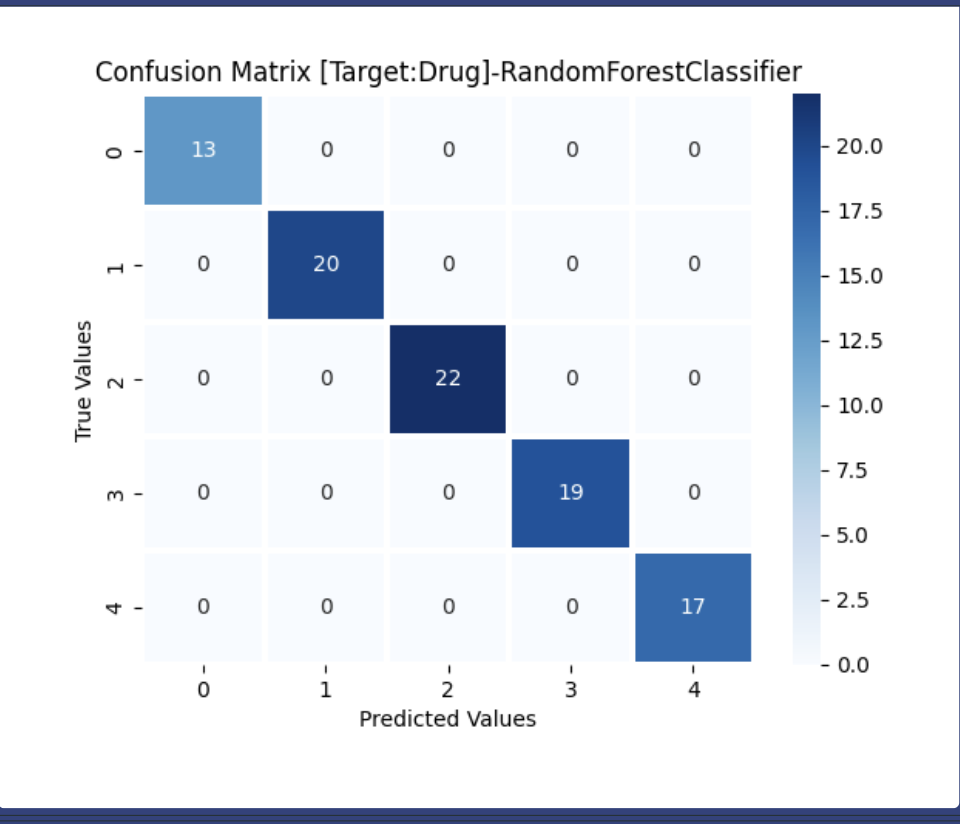 Confusion Matrix [Target:Drug]-RandomForestClassifier
0 13 0 0 0 0
1 0 20 0 0 0
2 0 0 22 0 0
3 0 0 0 19 0
4 0 0 0 0 17
0 1 2 3 4
Predicted Values
True Values
20.0
17.5
15.0
12.5
10.0
7.5
5.0
2.5
0.0